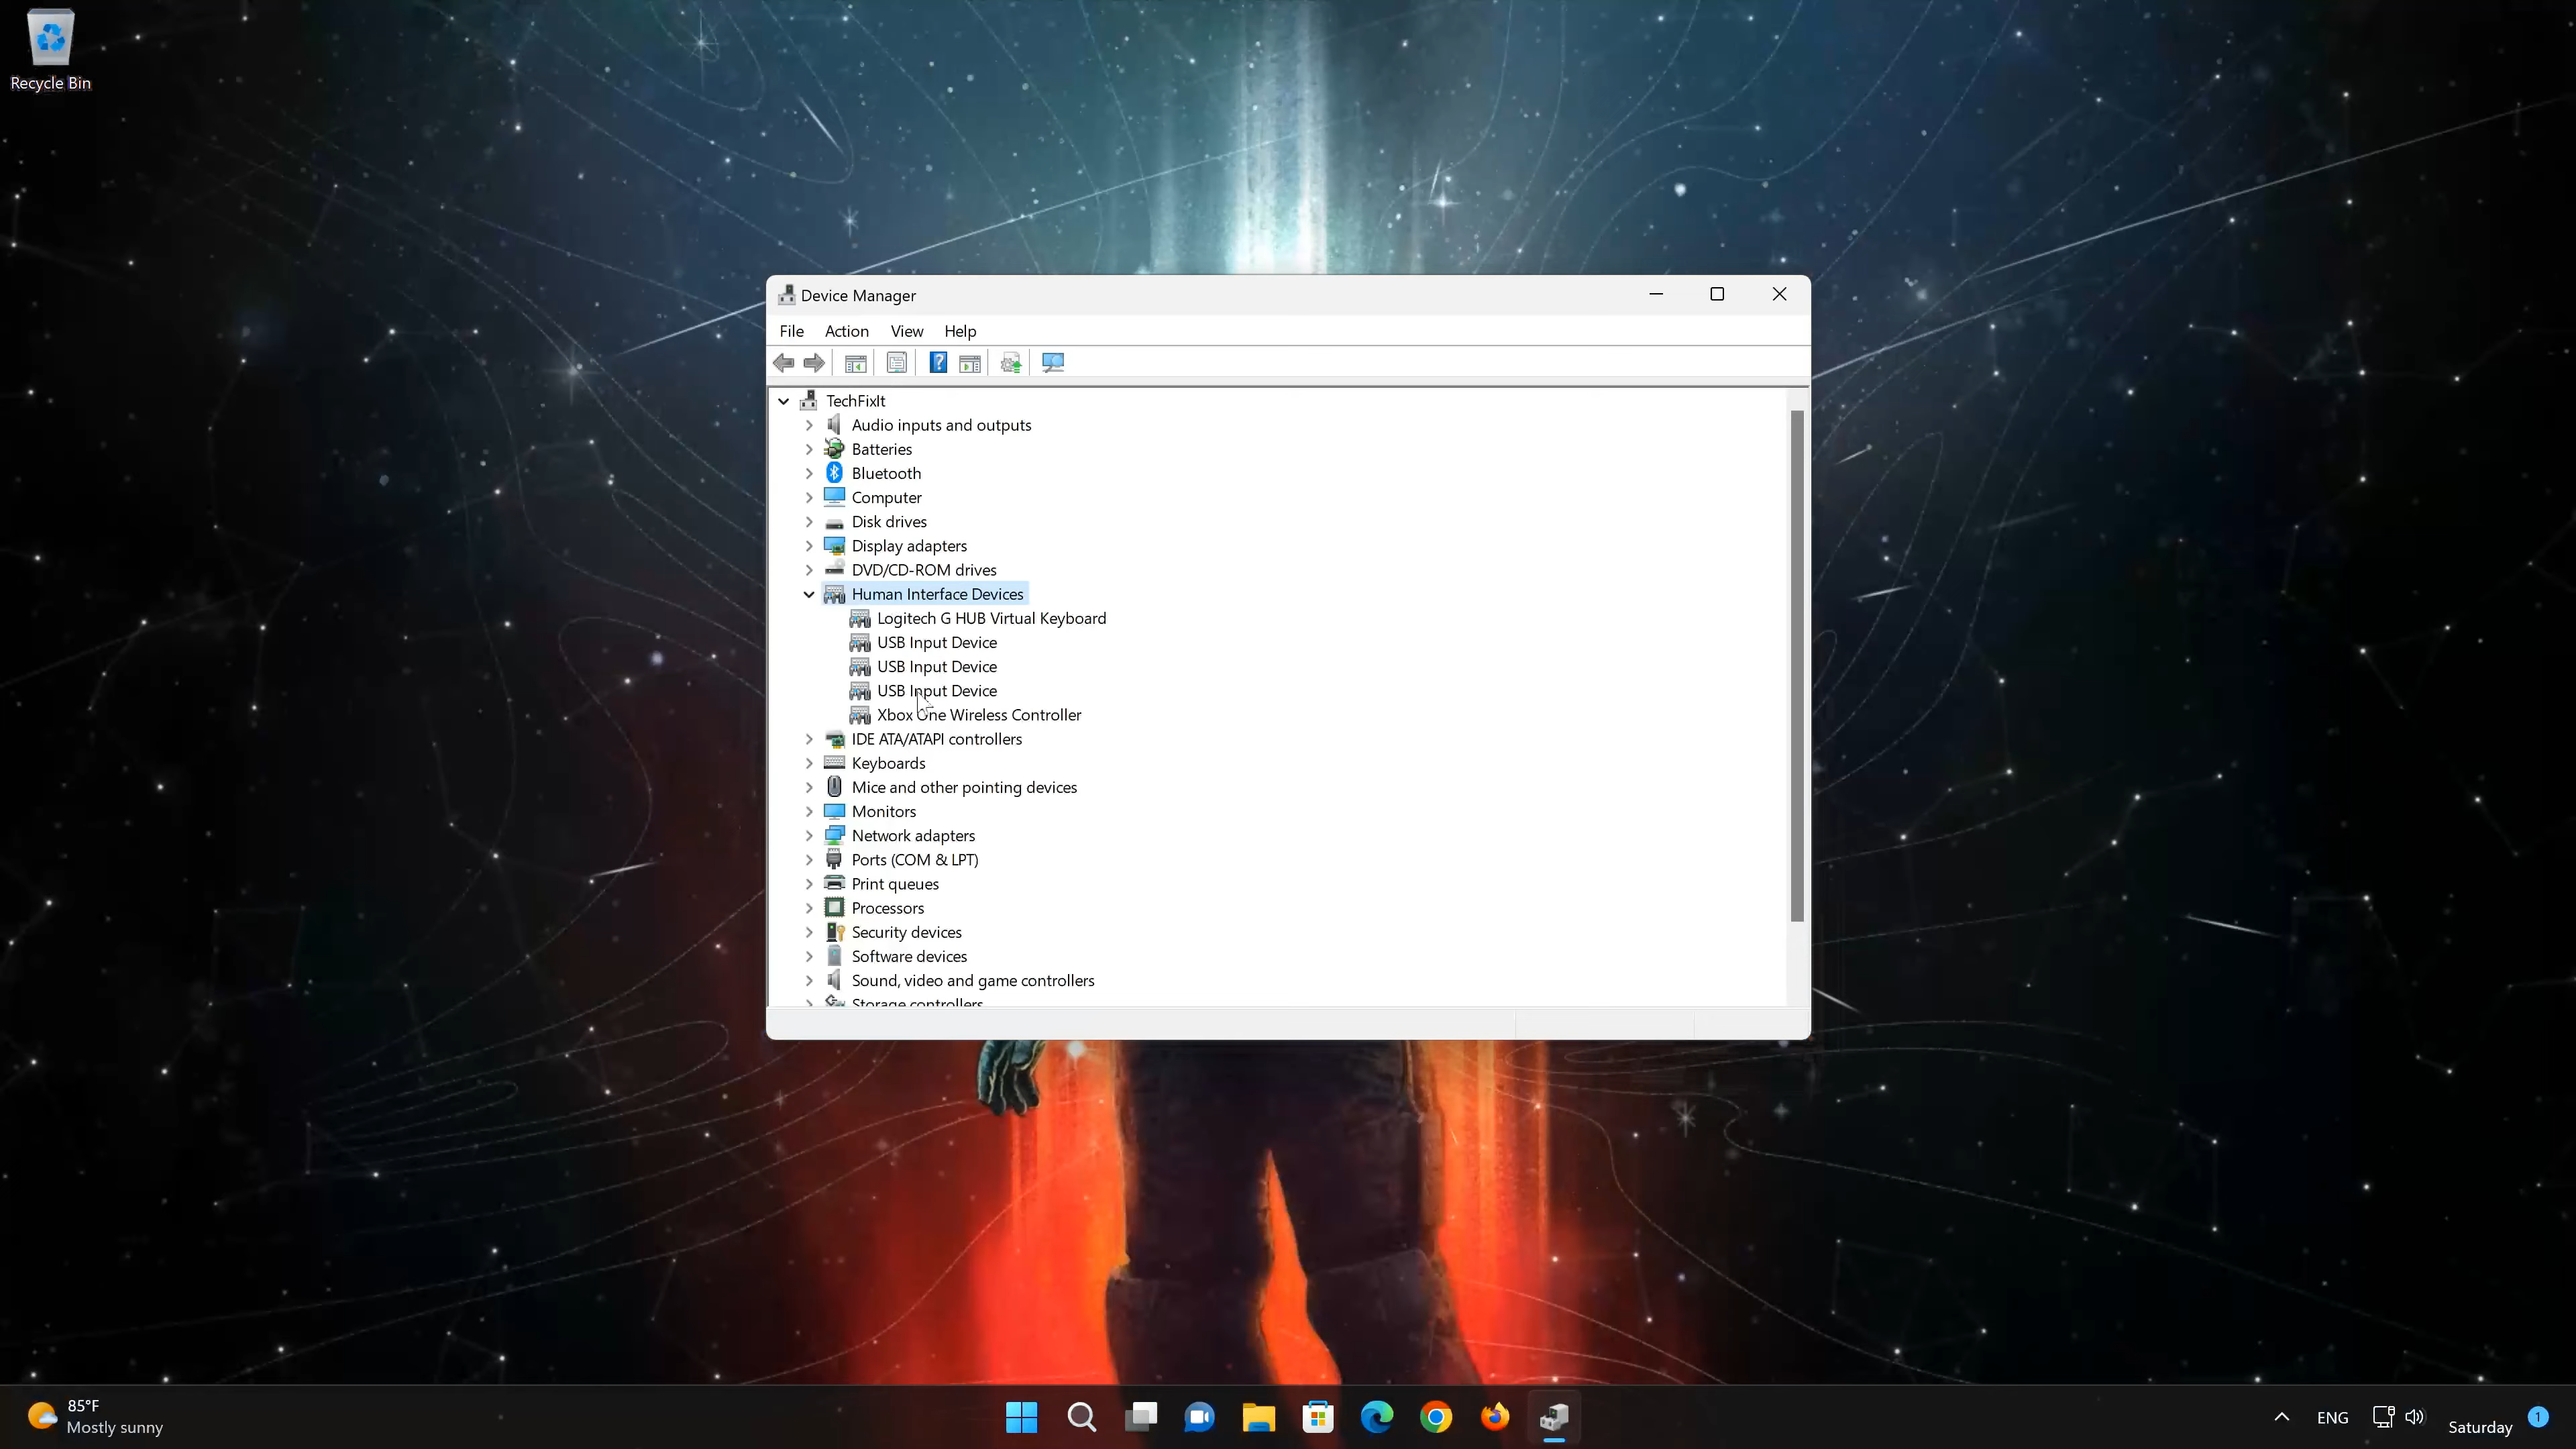 Recycle Bin
Device Manager
File Action View Help
TechFixIt
Audio inputs and outputs
Batteries
Bluetooth
Computer
Disk drives
Display adapters
DVD/CD-ROM drives
Human Interface Devices
Logitech G HUB Virtual Keyboard
USB Input Device
USB Input Device
USB Input Device
Xbox One Wireless Controller
IDE ATA/ATAPI controllers
Keyboards
Mice and other pointing devices
Monitors
Network adapters
Ports (COM & LPT)
Print queues
Processors
Security devices
Software devices
Sound, video and game controllers
Storage controllers
85°F
Mostly sunny
ENG
Saturday
1